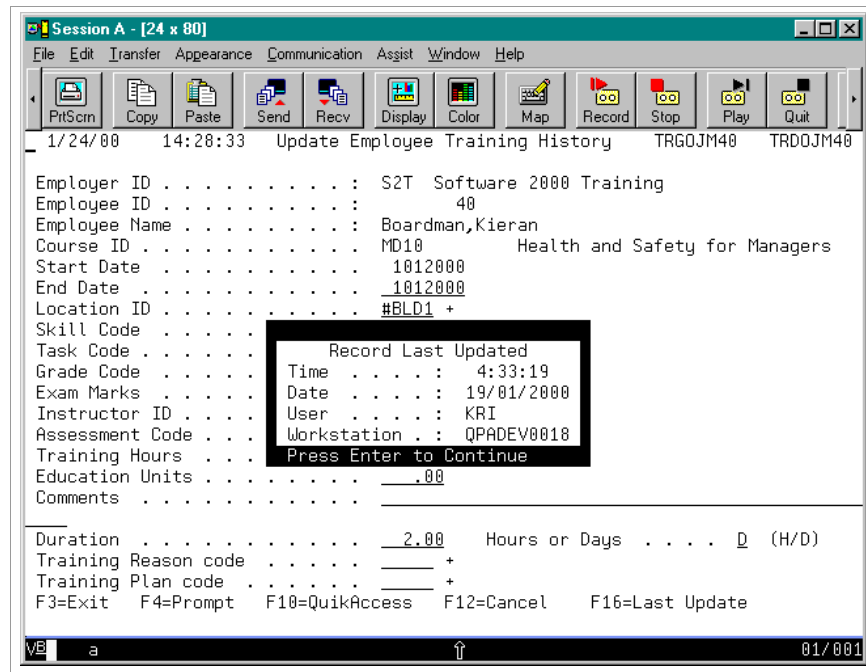 Session A - [24 x 80]
File Edit Transfer Appearance Communication Assist Window Help
PrtScrn Copy Paste Send Recv Display Color Map Record Stop Play Quit
1/24/00 14:28:33 Update Employee Training History TRGOJM40 TRDOJM40
Employer ID . . . . . . . . . . : S2T Software 2000 Training
Employee ID . . . . . . . . . . : 40
Employee Name . . . . . . . . . : Boardman,Kieran
Course ID . . . . . . . . . . . MD10 Health and Safety for Managers
Start Date . . . . . . . . . . 1012000
End Date . . . . . . . . . . . 1012000
Location ID . . . . . . . . . . #BLD1 +
Skill Code . . . . .
Task Code . . . . . .
Grade Code . . . . .
Exam Marks . . . . .
Instructor ID . . . .
Assessment Code . . .
Training Hours . . .
Record Last Updated
Time . . . . : 4:33:19
Date . . . . : 19/01/2000
User . . . . : KRI
Workstation . : QPADEV0018
Press Enter to Continue
Education Units . . . . . . . . .00
Comments . . . . . . . . . . .
Duration . . . . . . . . . . . 2.00 Hours or Days . . . . D (H/D)
Training Reason code . . . . . +
Training Plan code . . . . . . +
F3=Exit F4=Prompt F10=QuikAccess F12=Cancel F16=Last Update
VB a 01/001